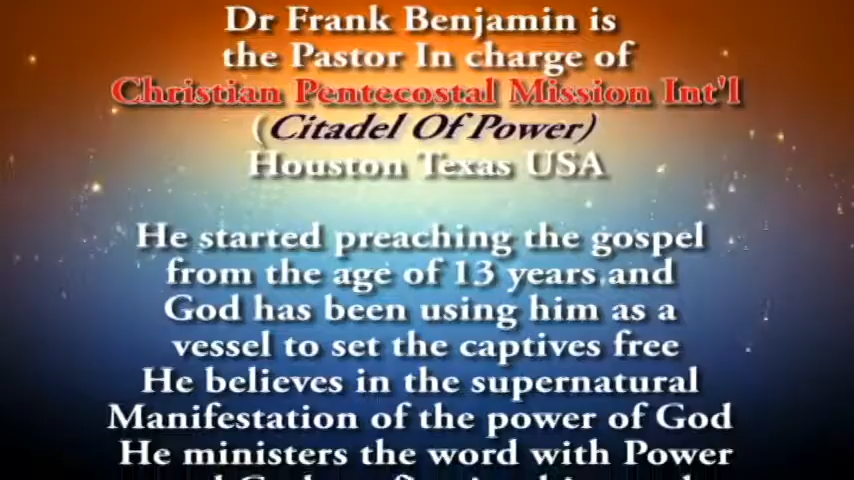 Dr Frank Benjamin is
the Pastor In charge of
Christian Pentecostal Mission Int'l
(Citadel Of Power)
Houston Texas USA
He started preaching the gospel
from the age of 13 years and
God has been using him as a
vessel to set the captives free
He believes in the supernatural
Manifestation of the power of God
He ministers the word with Power